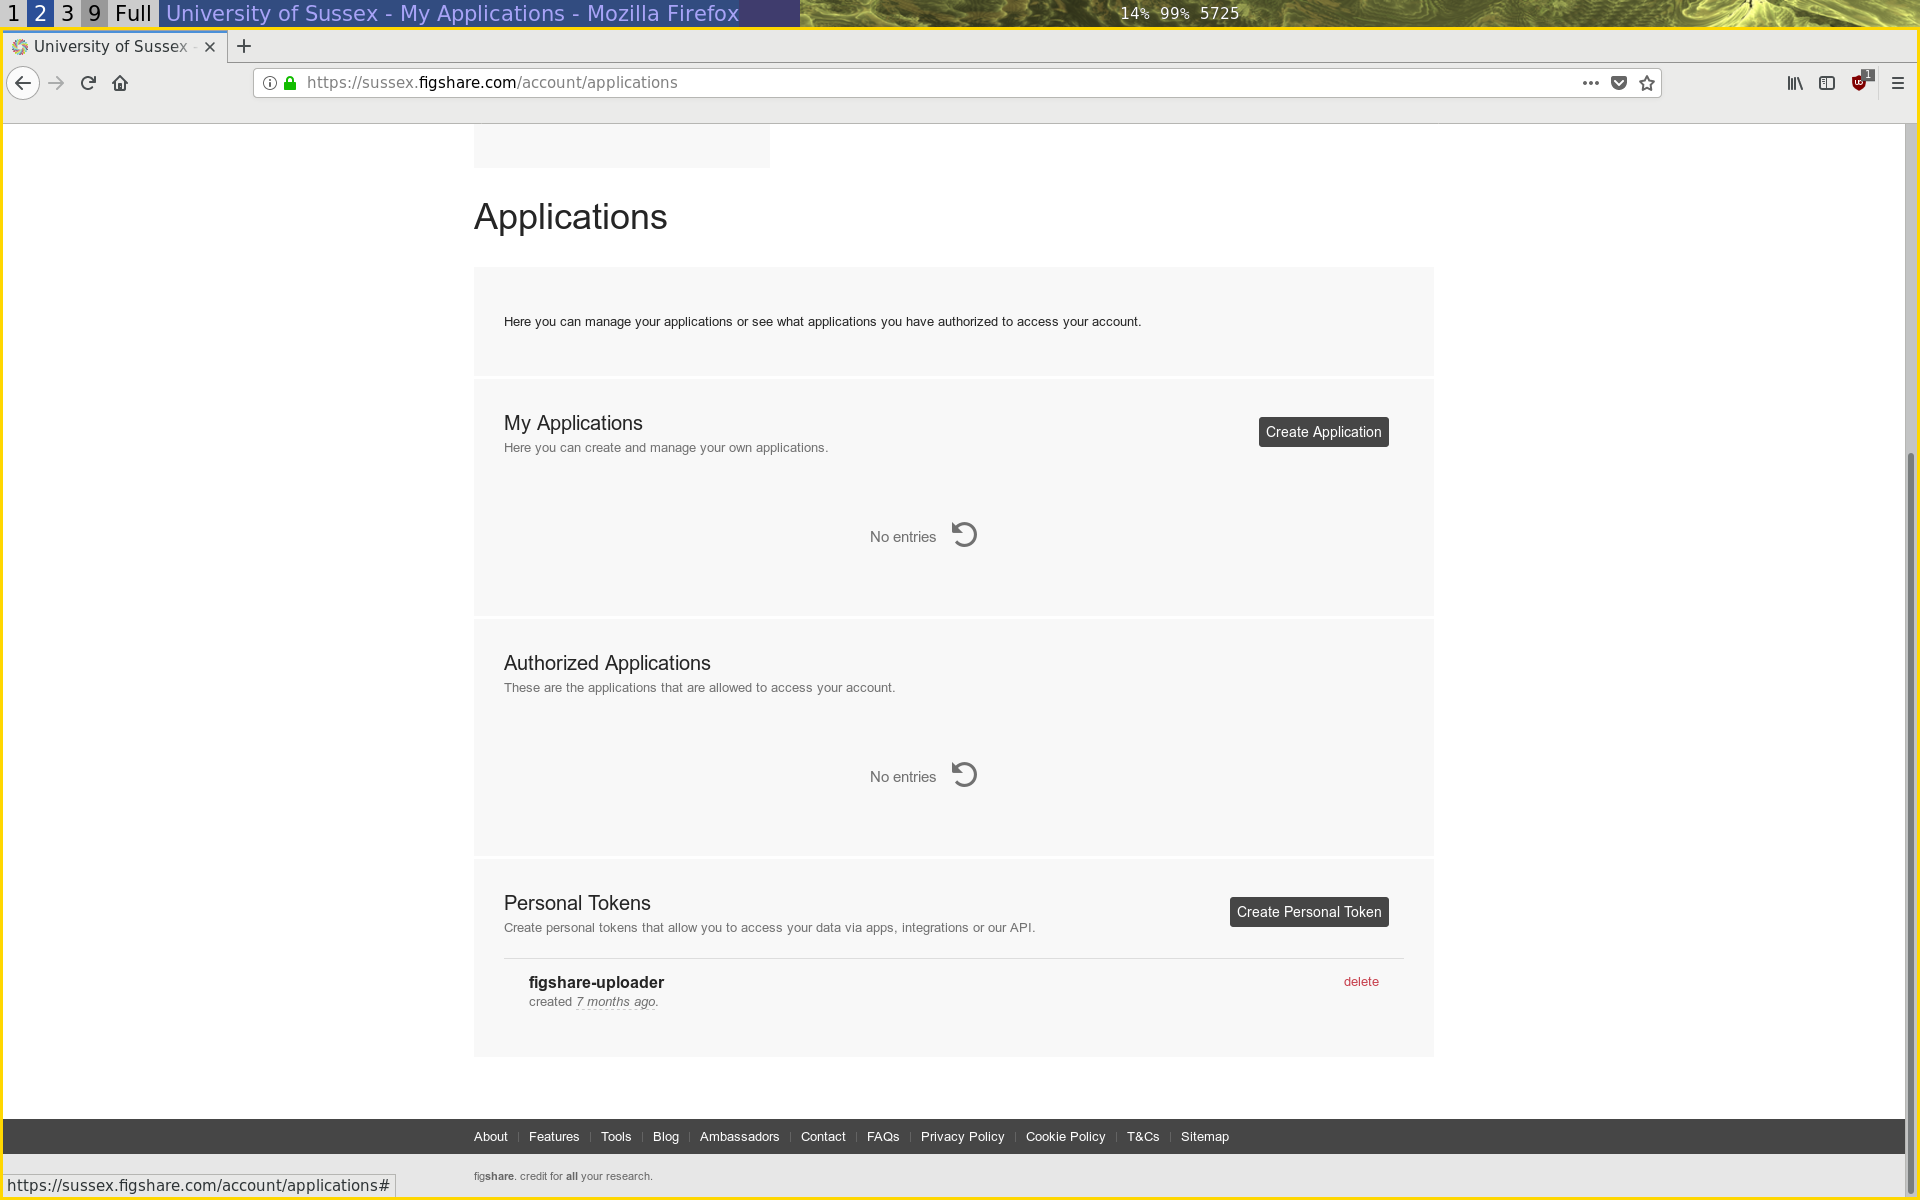 1 2 3 9 Full University of Sussex - My Applications - Mozilla Firefox 14% 99% 5725
University of Sussex -
https://sussex.figshare.com/account/applications
1
Applications
Here you can manage your applications or see what applications you have authorized to access your account.
My Applications
Create Application
Here you can create and manage your own applications.
No entries
Authorized Applications
These are the applications that are allowed to access your account.
No entries
Personal Tokens
Create Personal Token
Create personal tokens that allow you to access your data via apps, integrations or our API.
figshare-uploader
delete
created 7 months ago.
About Features Tools Blog Ambassadors Contact FAQs Privacy Policy Cookie Policy T&Cs Sitemap
figshare. credit for all your research.
https://sussex.figshare.com/account/applications#